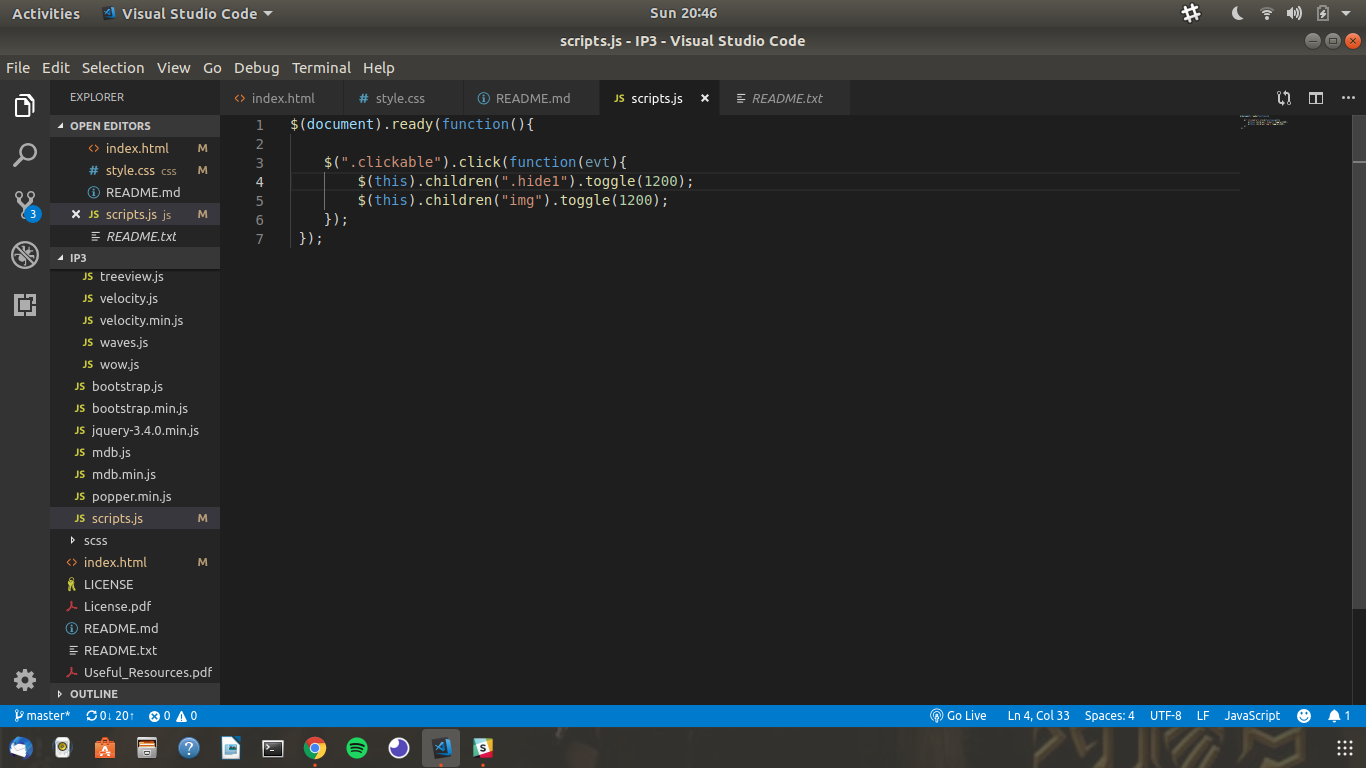 Activities Visual Studio Code Sun 20:46
scripts.js - IP3 - Visual Studio Code
File Edit Selection View Go Debug Terminal Help
EXPLORER
OPEN EDITORS
index.html M
style.css css M
README.md
scripts.js js M
README.txt
3
IP3
treeview.js
velocity.js
velocity.min.js
waves.js
wow.js
bootstrap.js
bootstrap.min.js
jquery-3.4.0.min.js
mdb.js
mdb.min.js
popper.min.js
scripts.js M
scss
index.html M
LICENSE
License.pdf
README.md
README.txt
Useful_Resources.pdf
OUTLINE
index.html style.css README.md scripts.js README.txt
1 $(document).ready(function(){
2
3 $(".clickable").click(function(evt){
4 $(this).children(".hide1").toggle(1200);
5 $(this).children("img").toggle(1200);
6 });
7 });
master* 0↓ 20↑ 0 0 Go Live Ln 4, Col 33 Spaces: 4 UTF-8 LF JavaScript 1